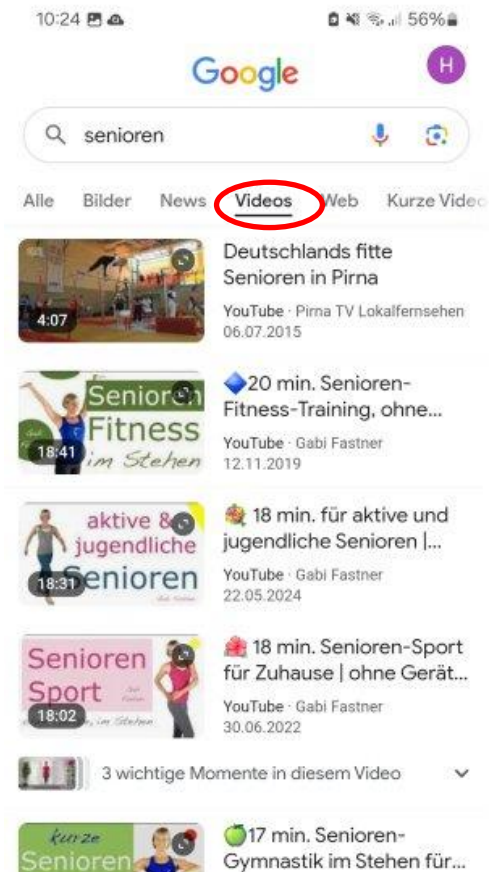 10:24 56%
Google
H
senioren
Alle Bilder News Videos Web Kurze Videc
Deutschlands fitte
Senioren in Pirna
YouTube · Pirna TV Lokalfernsehen
06.07.2015
4:07
Senioren
Fitness
im Stehen
18:41
🔷20 min. Senioren-
Fitness-Training, ohne...
YouTube · Gabi Fastner
12.11.2019
aktive &
jugendliche
Senioren
18:31
💐 18 min. für aktive und
jugendliche Senioren |...
YouTube · Gabi Fastner
22.05.2024
Senioren
Sport
im Stehen
18:02
🌺 18 min. Senioren-Sport
für Zuhause | ohne Gerät...
YouTube · Gabi Fastner
30.06.2022
3 wichtige Momente in diesem Video
kurze
Senioren
🍏17 min. Senioren-
Gymnastik im Stehen für...